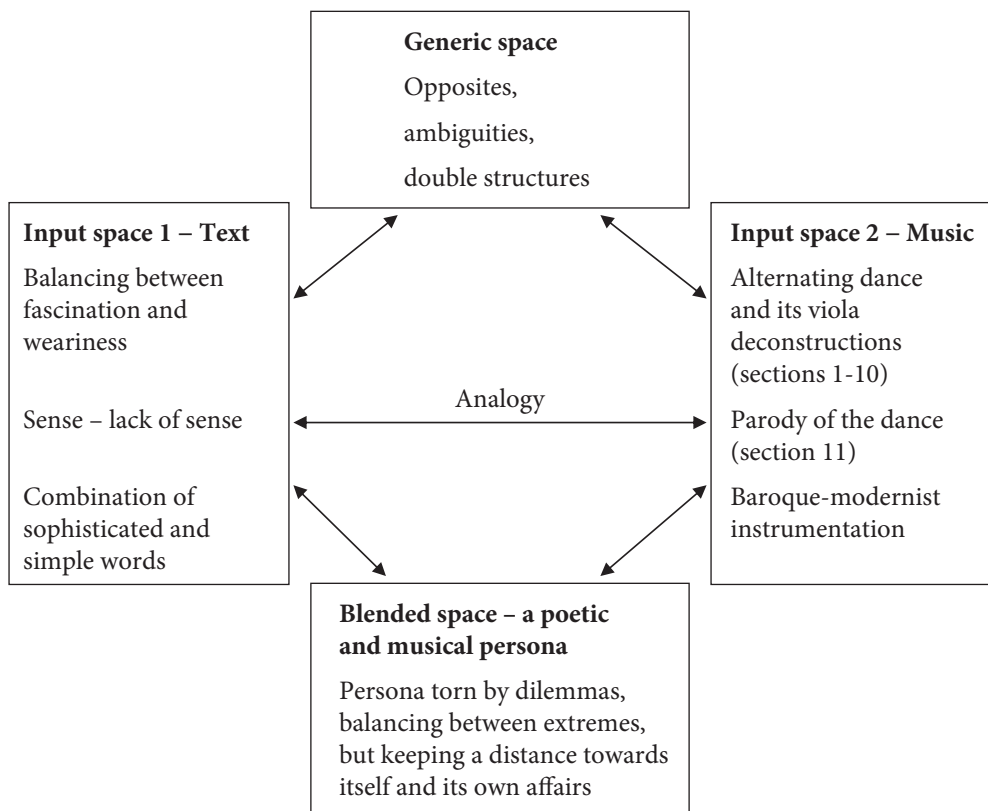 Generic space
Opposites,
ambiguities,
double structures
Input space 1 – Text
Balancing between
fascination and
weariness
Sense – lack of sense
Combination of
sophisticated and
simple words
Analogy
Input space 2 – Music
Alternating dance
and its viola
deconstructions
(sections 1-10)
Parody of the dance
(section 11)
Baroque-modernist
instrumentation
Blended space – a poetic
and musical persona
Persona torn by dilemmas,
balancing between extremes,
but keeping a distance towards
itself and its own affairs